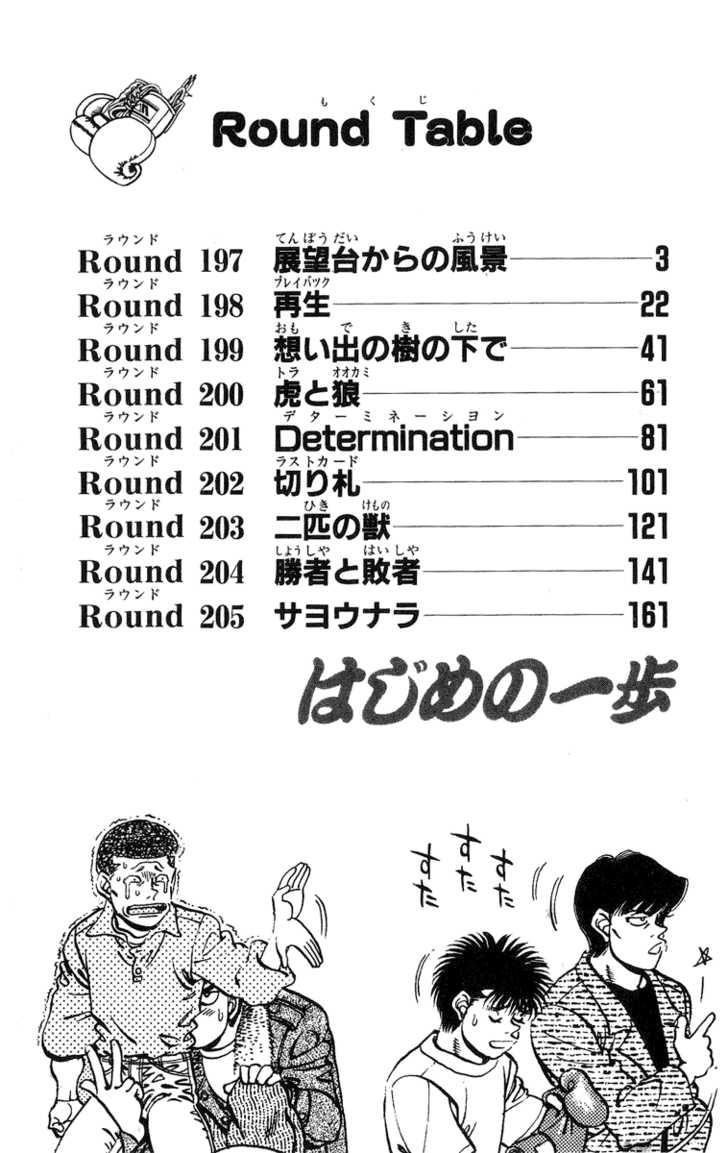 もくじ
Round Table
ラウンド てんぼうだい ふうけい
Round 197 展望台からの風景 3
ラウンド プレイバック
Round 198 再生 22
ラウンド おも で き した
Round 199 想い出の樹の下で 41
ラウンド トラ オオカミ
Round 200 虎と狼 61
ラウンド デターミネーション
Round 201 Determination 81
ラウンド ラストカード
Round 202 切り札 101
ラウンド ひき けもの
Round 203 二匹の獣 121
ラウンド しょうしゃ はいしゃ
Round 204 勝者と敗者 141
ラウンド
Round 205 サヨウナラ 161
はじめの一歩
すた
すた
すた